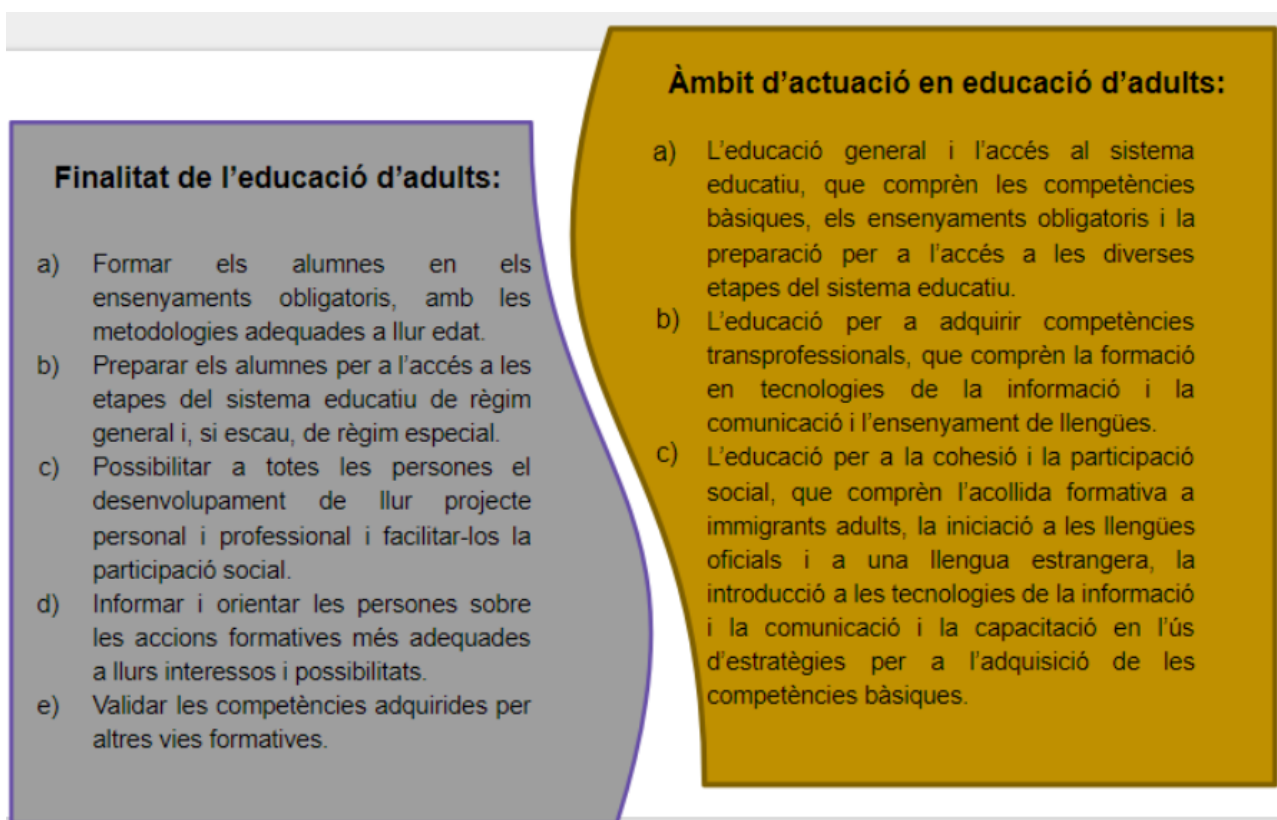 Finalitat de l’educació d’adults:
a) Formar els alumnes en els
ensenyaments obligatoris, amb les
metodologies adequades a llur edat.
b) Preparar els alumnes per a l’accés a les
etapes del sistema educatiu de règim
general i, si escau, de règim especial.
c) Possibilitar a totes les persones el
desenvolupament de llur projecte
personal i professional i facilitar-los la
participació social.
d) Informar i orientar les persones sobre
les accions formatives més adequades
a llurs interessos i possibilitats.
e) Validar les competències adquirides per
altres vies formatives.
Àmbit d’actuació en educació d’adults:
a) L’educació general i l’accés al sistema
educatiu, que comprèn les competències
bàsiques, els ensenyaments obligatoris i la
preparació per a l’accés a les diverses
etapes del sistema educatiu.
b) L’educació per a adquirir competències
transprofessionals, que comprèn la formació
en tecnologies de la informació i la
comunicació i l’ensenyament de llengües.
c) L’educació per a la cohesió i la participació
social, que comprèn l’acollida formativa a
immigrants adults, la iniciació a les llengües
oficials i a una llengua estrangera, la
introducció a les tecnologies de la informació
i la comunicació i la capacitació en l’ús
d’estratègies per a l’adquisició de les
competències bàsiques.